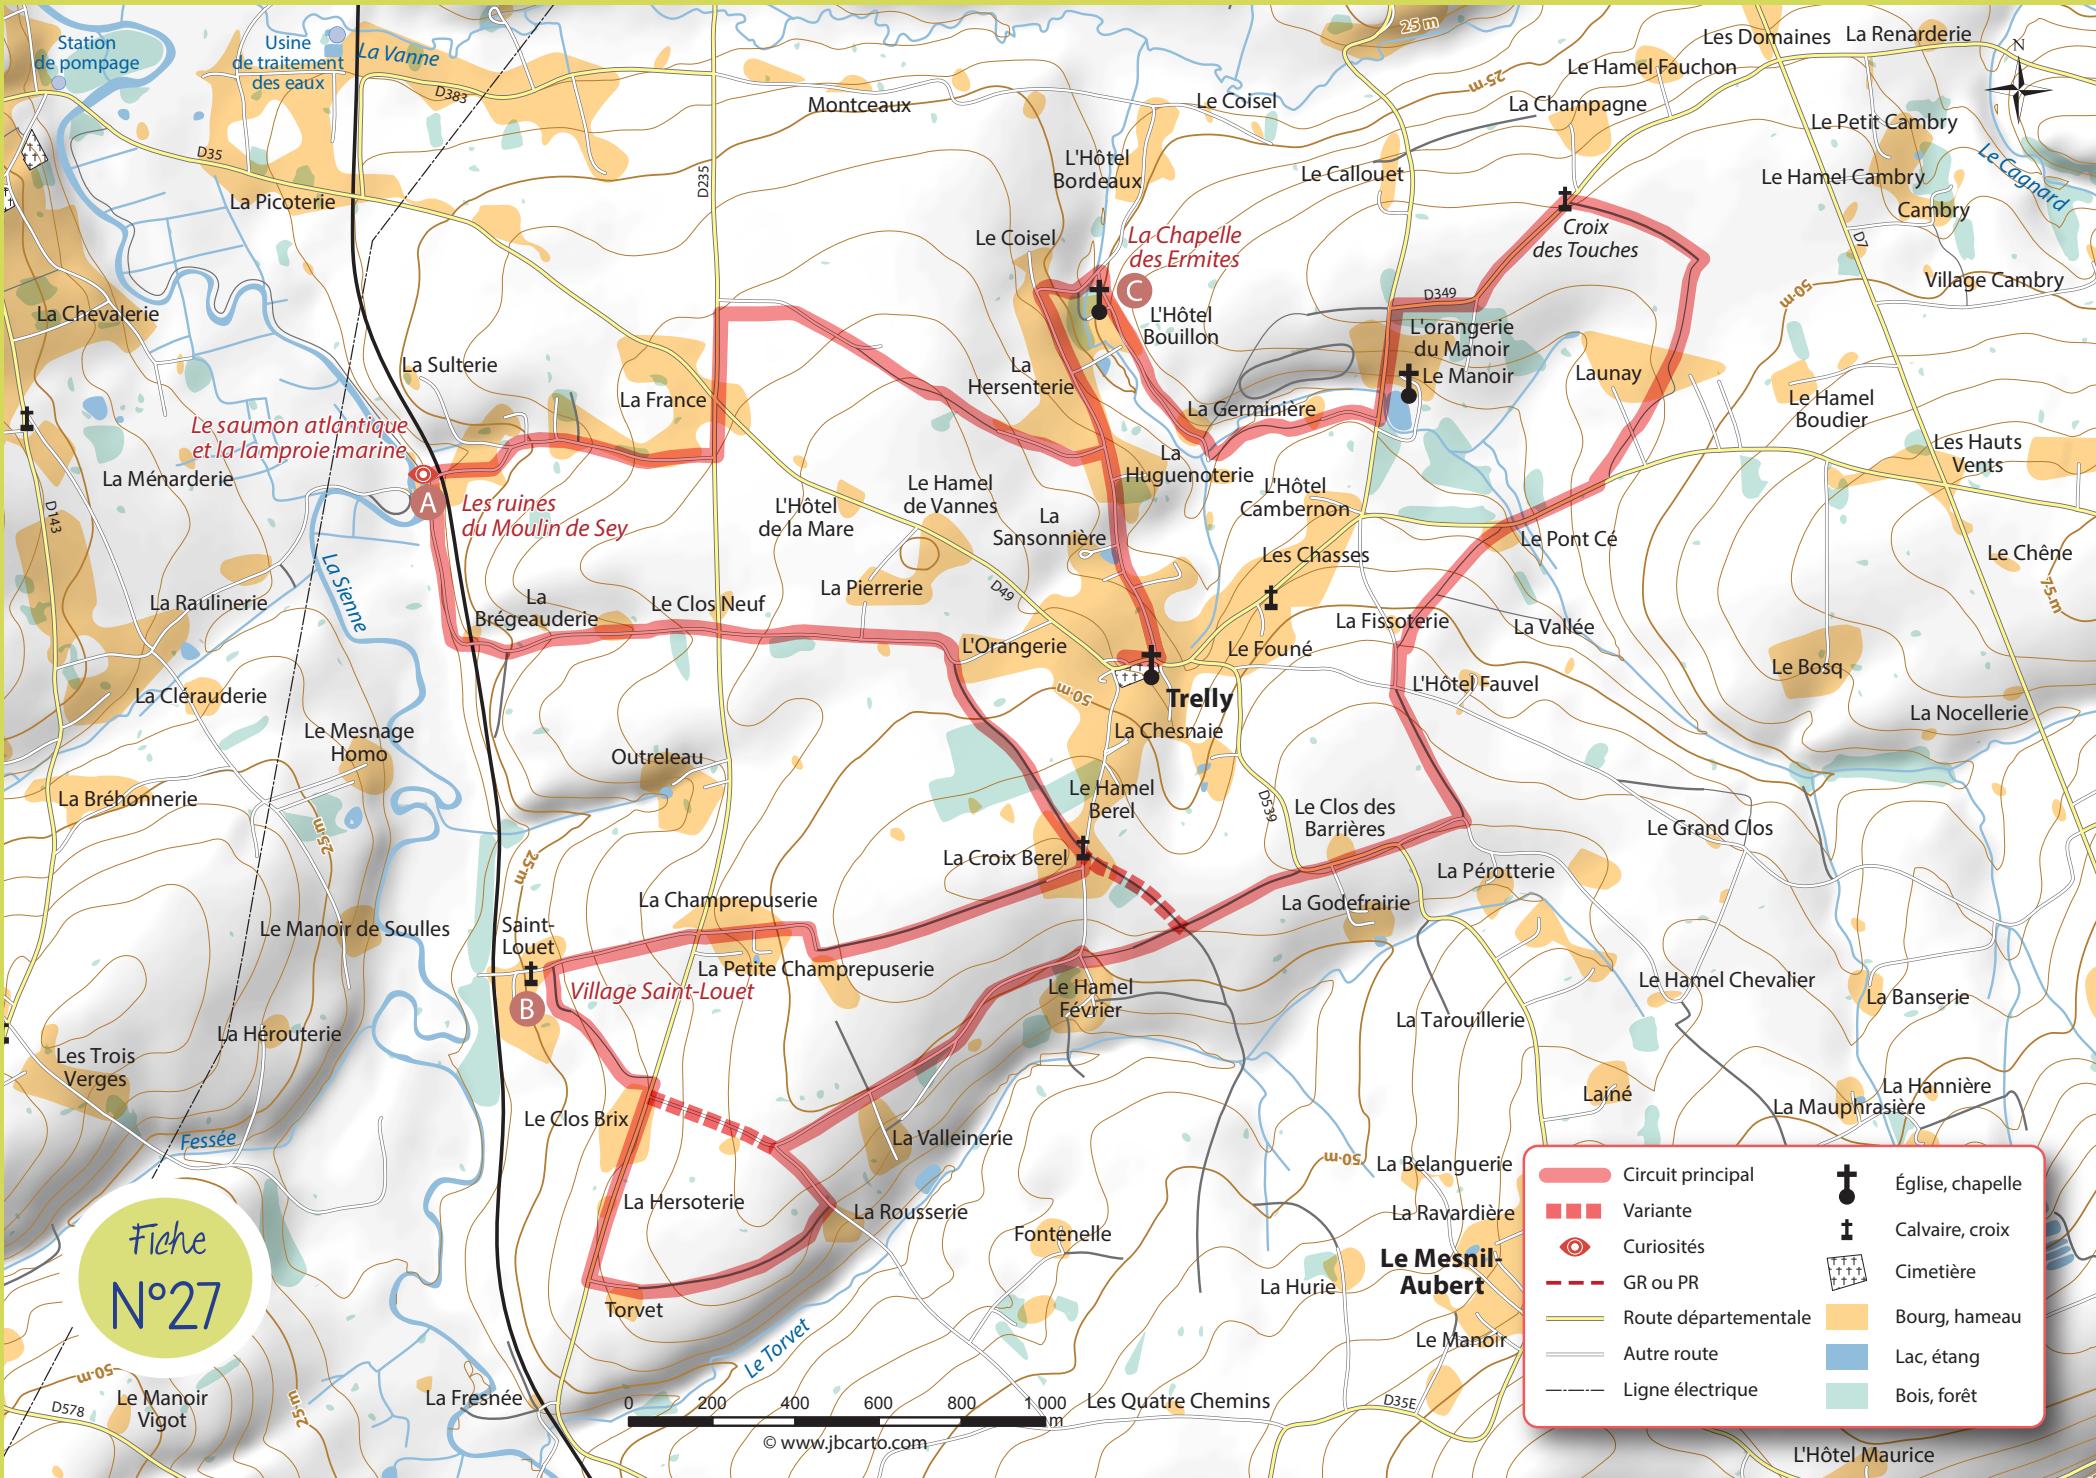 Station
de pompage
Usine
de traitement
des eaux
La Vanne
D383
D35
La Picoterie
D235
Montceaux
Le Coisel
25 m
25 m
Les Domaines
La Renarderie
N
Le Hamel Fauchon
La Champagne
Le Petit Cambry
Le Cagnard
L'Hôtel
Bordeaux
Le Callouet
Le Hamel Cambry
Cambry
D7
Croix
des Touches
Le Coisel
La Chapelle
des Ermites
C
Village Cambry
50 m
La Chevalerie
D349
L'Hôtel
Bouillon
L'orangerie
du Manoir
La Sulterie
La
Hersenterie
Le Manoir
Launay
La France
La Germinière
Le Hamel
Boudier
Le saumon atlantique
et la lamproie marine
Les Hauts
Vents
La Ménarderie
A
Les ruines
du Moulin de Sey
La
Huguenoterie
Le Hamel
de Vannes
L'Hôtel
de la Mare
L'Hôtel
Cambernon
La
Sansonnière
D143
Le Pont Cé
Les Chasses
Le Chêne
75 m
La Sienne
La Raulinerie
La
Brégeauderie
Le Clos Neuf
La Pierrerie
D49
La Fissoterie
La Vallée
L'Orangerie
Le Founé
Le Bosq
50 m
Trelly
L'Hôtel Fauvel
La Clérauderie
La Nocellerie
Le Mesnage
Homo
La Chesnaie
Outreleau
La Bréhonnerie
Le Hamel
Berel
D539
Le Clos des
Barrières
Le Grand Clos
25 m
25 m
La Croix Berel
La Pérotterie
La Champrepuserie
La Godefrairie
Le Manoir de Soulles
Saint-
Louet
La Petite Champrepuserie
Village Saint-Louet
B
Le Hamel
Février
Le Hamel Chevalier
La Banserie
La Tarouillerie
La Hérouterie
Les Trois
Verges
Lainé
La Hannière
La Mauphrasière
Le Clos Brix
Fessée
La Valleinerie
50 m
La Belanguerie
La Hersoterie
La Rousserie
La Ravardière
Fontenelle
Le Mesnil-
Aubert
La Hurie
Torvet
Le Torvet
Le Manoir
Fiche
N°27
50 m
Le Manoir
Vigot
D578
25 m
La Fresnée
0 200 400 600 800 1 000
m
© www.jbcarto.com
Les Quatre Chemins
D35E
L'Hôtel Maurice
Circuit principal
Variante
Curiosités
GR ou PR
Route départementale
Autre route
Ligne électrique
Église, chapelle
Calvaire, croix
Cimetière
Bourg, hameau
Lac, étang
Bois, forêt